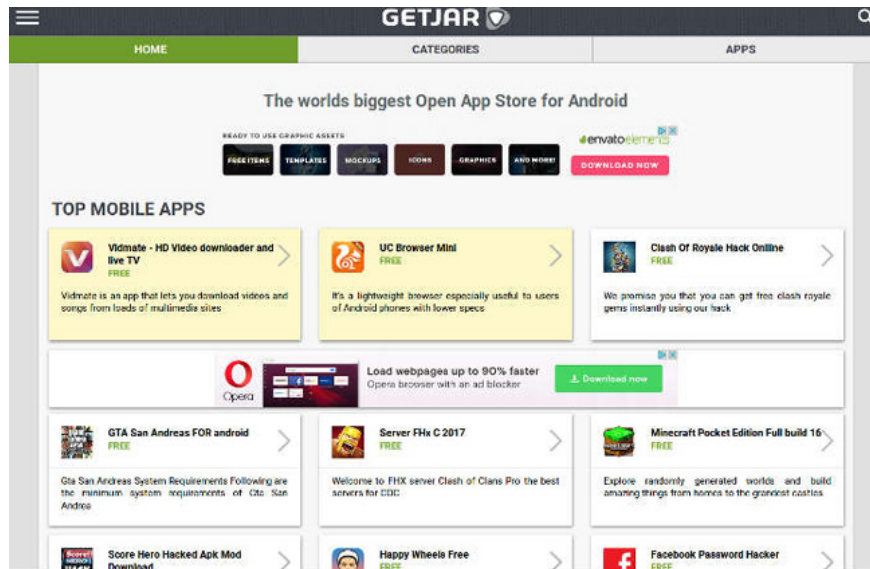 GETJAR
HOME
CATEGORIES
APPS
The worlds biggest Open App Store for Android
READY TO USE GRAPHIC ASSETS
FREE ITEMS
TEMPLATES
MOCKUPS
ICONS
GRAPHICS
AND MORE!
envatoelements
DOWNLOAD NOW
TOP MOBILE APPS
Vidmate - HD Video downloader and
live TV
FREE
Vidmate is an app that lets you download videos and
songs from loads of multimedia sites
UC Browser Mini
FREE
It's a lightweight browser especially useful to users
of Android phones with lower specs
Clash Of Royale Hack Online
FREE
We promise you that you can get free clash royale
gems instantly using our hack
Opera
Load webpages up to 90% faster
Opera browser with an ad blocker
Download now
GTA San Andreas FOR android
FREE
Gta San Andreas System Requirements Following are
the minimum system requirements of Gta San
Andrea
Server FHx C 2017
FREE
Welcome to FHX server Clash of Clans Pro the best
servers for COC
Minecraft Pocket Edition Full build 16
FREE
Explore randomly generated worlds and build
amazing things from homes to the grandest castles
Score Hero Hacked Apk Mod
Download
Happy Wheels Free
FREE
Facebook Password Hacker
FREE